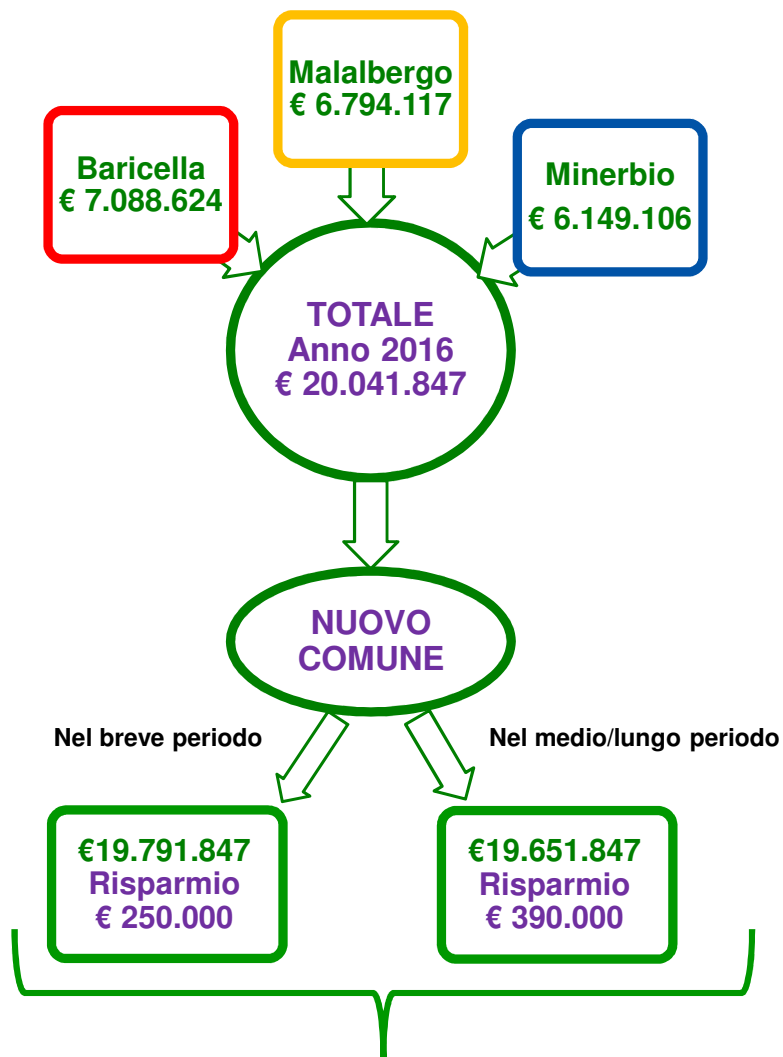 Malalbergo
€ 6.794.117
Baricella
€ 7.088.624
Minerbio
€ 6.149.106
TOTALE
Anno 2016
€ 20.041.847
NUOVO
COMUNE
Nel breve periodo
Nel medio/lungo periodo
€19.791.847
Risparmio
€ 250.000
€19.651.847
Risparmio
€ 390.000